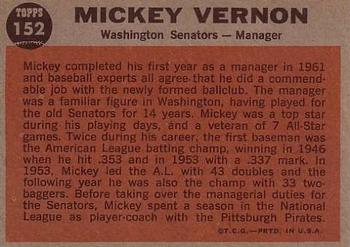 TOPPS
152
MICKEY VERNON
Washington Senators — Manager
Mickey completed his first year as a manager in 1961
and baseball experts all agree that he did a commend-
able job with the newly formed ballclub. The manager
was a familiar figure in Washington, having played for
the old Senators for 14 years. Mickey was a top star
during his playing days, and a veteran of 7 All-Star
games. Twice during his career, the first baseman was
the American League batting champ, winning in 1946
when he hit .353 and in 1953 with a .337 mark. In
1953, Mickey led the A.L. with 43 doubles and the
following year he was also the champ with 33 two-
baggers. Before taking over the managerial duties for
the Senators, Mickey spent a season in the National
League as player-coach with the Pittsburgh Pirates.
©T.C.G.—PRTD. IN U.S.A.